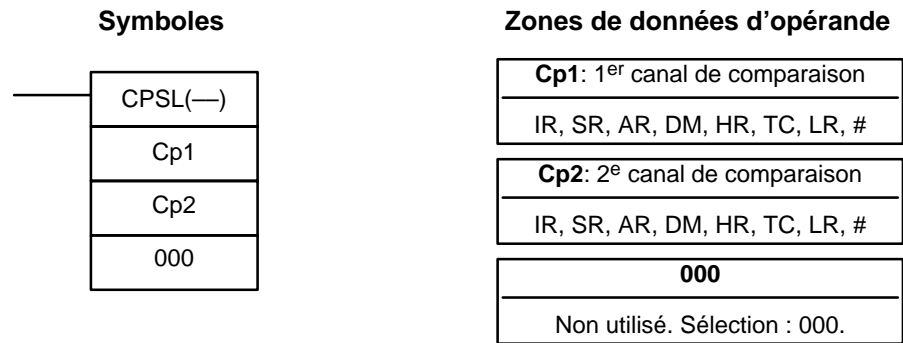 Symboles
CPSL(––)
Cp1
Cp2
000
Zones de données d’opérande
Cp1: 1er canal de comparaison
IR, SR, AR, DM, HR, TC, LR, #
Cp2: 2e canal de comparaison
IR, SR, AR, DM, HR, TC, LR, #
000
Non utilisé. Sélection : 000.